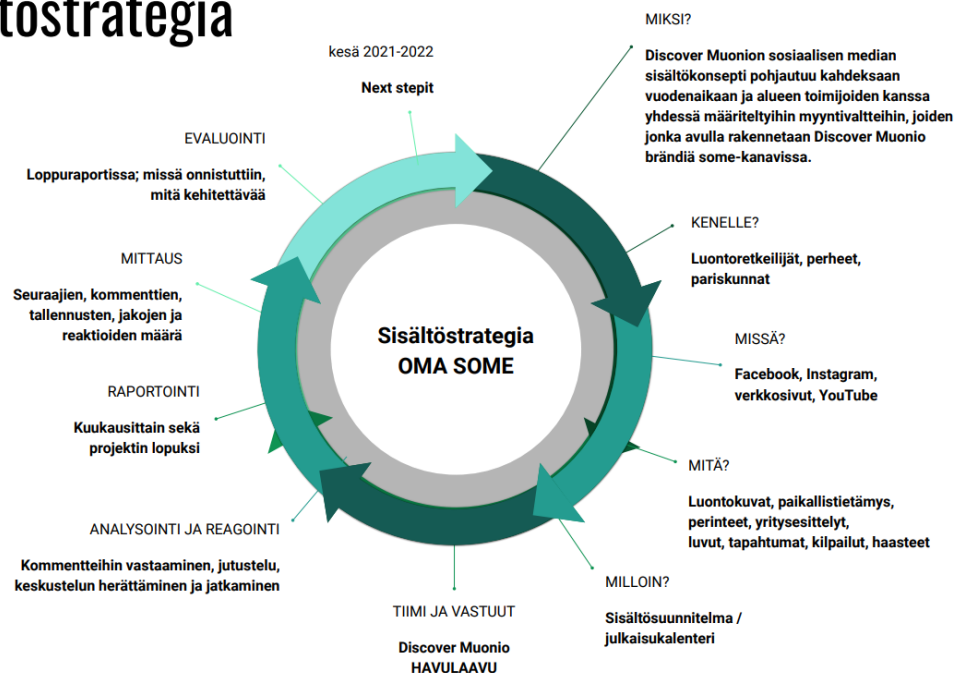 töstrategia
MIKSI?
Discover Muonion sosiaalisen median
sisältökonsepti pohjautuu kahdeksaan
vuodenaikaan ja alueen toimijoiden kanssa
yhdessä määriteltyihin myyntivaltteihin, joiden
jonka avulla rakennetaan Discover Muonio
brändiä some-kanavissa.
KENELLE?
Luontoretkeilijät, perheet,
pariskunnat
MISSÄ?
Facebook, Instagram,
verkkosivut, YouTube
MITÄ?
Luontokuvat, paikallistietämys,
perinteet, yritysesittelyt,
luvut, tapahtumat, kilpailut, haasteet
MILLOIN?
Sisältösuunnitelma /
julkaisukalenteri
TIIMI JA VASTUUT
Discover Muonio
HAVULAAVU
ANALYSOINTI JA REAGOINTI
Kommentteihin vastaaminen, jutustelu,
keskustelun herättäminen ja jatkaminen
RAPORTOINTI
Kuukausittain sekä
projektin lopuksi
MITTAUS
Seuraajien, kommenttien,
tallennusten, jakojen ja
reaktioiden määrä
EVALUOINTI
Loppuraportissa; missä onnistuttiin,
mitä kehitettävää
kesä 2021-2022
Next stepit
Sisältöstrategia
OMA SOME